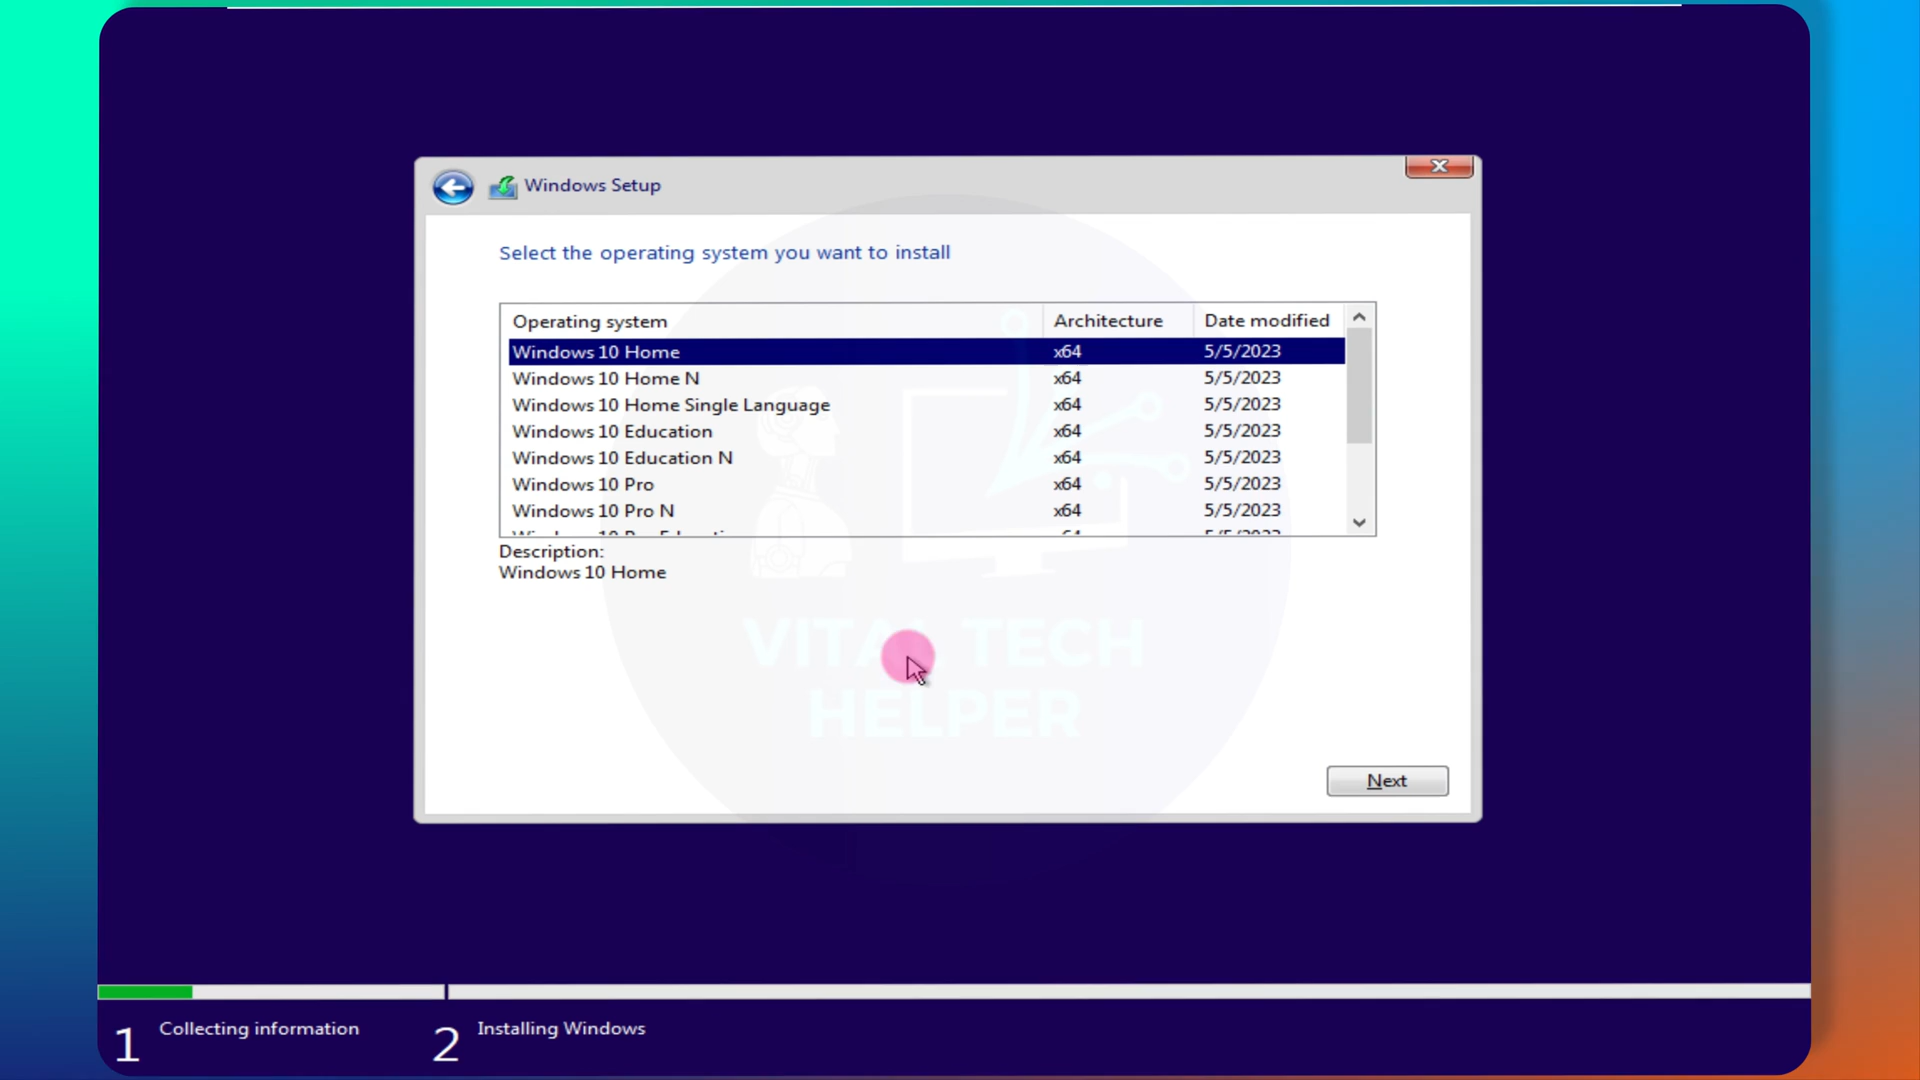 Windows Setup
Select the operating system you want to install
Operating system Architecture Date modified
Windows 10 Home x64 5/5/2023
Windows 10 Home N x64 5/5/2023
Windows 10 Home Single Language x64 5/5/2023
Windows 10 Education x64 5/5/2023
Windows 10 Education N x64 5/5/2023
Windows 10 Pro x64 5/5/2023
Windows 10 Pro N x64 5/5/2023
Description:
Windows 10 Home
VITAL TECH
HELPER
Next
1 Collecting information 2 Installing Windows